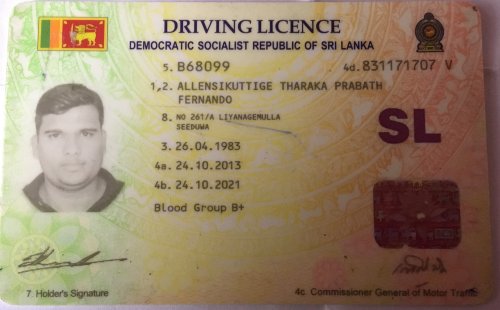 DRIVING LICENCE
DEMOCRATIC SOCIALIST REPUBLIC OF SRI LANKA
5. B68099 4d. 831171707 V
1,2. ALLENSIKUTTIGE THARAKA PRABATH
FERNANDO
8. NO 261/A LIYANAGEMULLA
SEEDUWA
SL
3. 26.04.1983
4a. 24.10.2013
4b. 24.10.2021
Blood Group B+
7 Holder's Signature 4c. Commissioner General of Motor Traffic